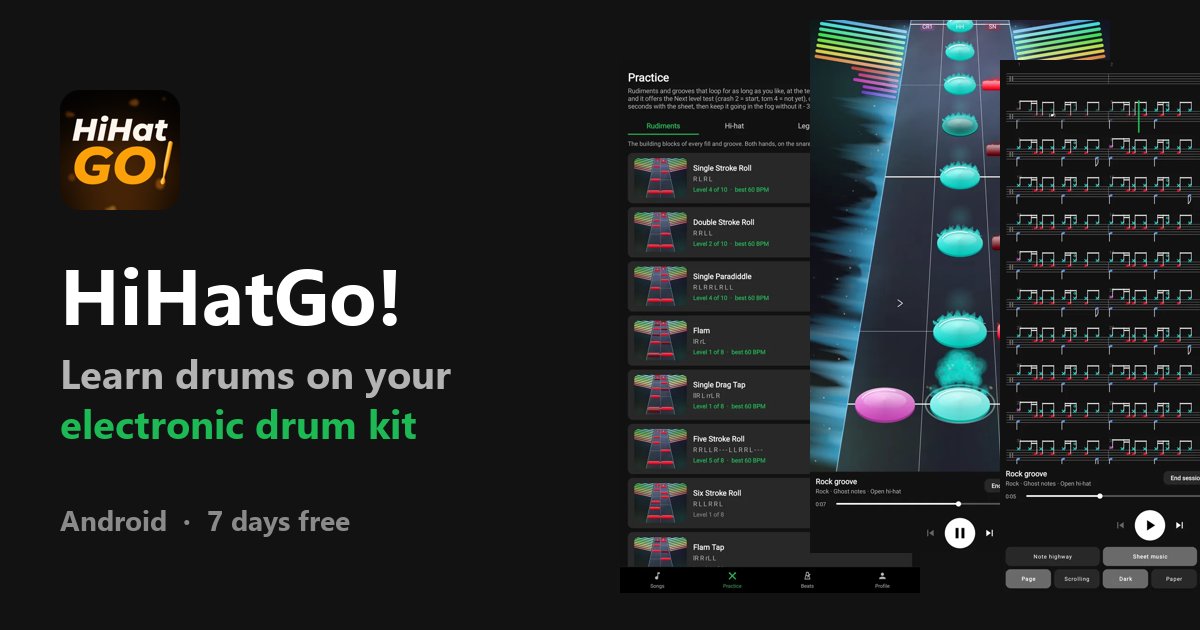 HiHat
GO!
HiHatGo!
Learn drums on your
electronic drum kit
Android · 7 days free
Practice
Rudiments and grooves that loop for as long as you like, at the te
and it offers the Next level test (crash 2 = start, tom 4 = not yet),
seconds with the sheet, then keep it going in the fog without it - 3
Rudiments
Hi-hat
Leg
The building blocks of every fill and groove. Both hands, on the snare
Single Stroke Roll
R L R L
Level 4 of 10 · best 60 BPM
Double Stroke Roll
R R L L
Level 2 of 10 · best 60 BPM
Single Paradiddle
R L R R L R L L
Level 4 of 10 · best 60 BPM
Flam
lR rL
Level 1 of 8 · best 60 BPM
Single Drag Tap
llR L rrL R
Level 1 of 8 · best 60 BPM
Five Stroke Roll
R R L L R - - - L L R R L - - -
Level 5 of 8 · best 60 BPM
Six Stroke Roll
R L L R R L
Level 1 of 8
Flam Tap
lR R rL L
Songs
Practice
Beats
Profile
CR1
HH
SN
Rock groove
Rock · Ghost notes · Open hi-hat
En
0:07
2
Rock groove
Rock · Ghost notes · Open hi-hat
End sessio
0:05
Note highway
Sheet music
Page
Scrolling
Dark
Paper